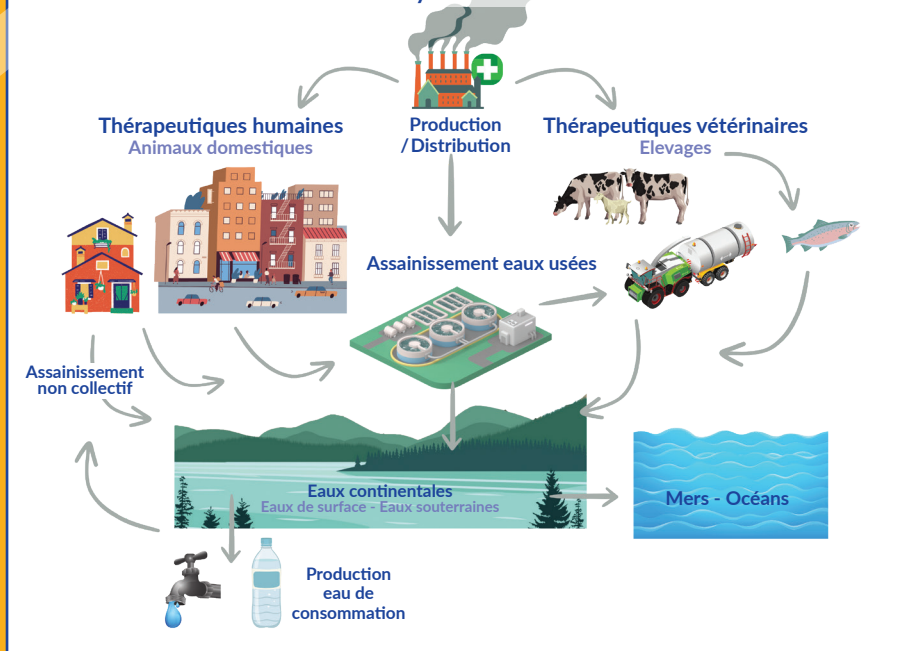 Thérapeutiques humaines
Animaux domestiques
Production
/ Distribution
Thérapeutiques vétérinaires
Elevages
Assainissement eaux usées
Assainissement
non collectif
Eaux continentales
Eaux de surface - Eaux souterraines
Mers - Océans
Production
eau de
consommation